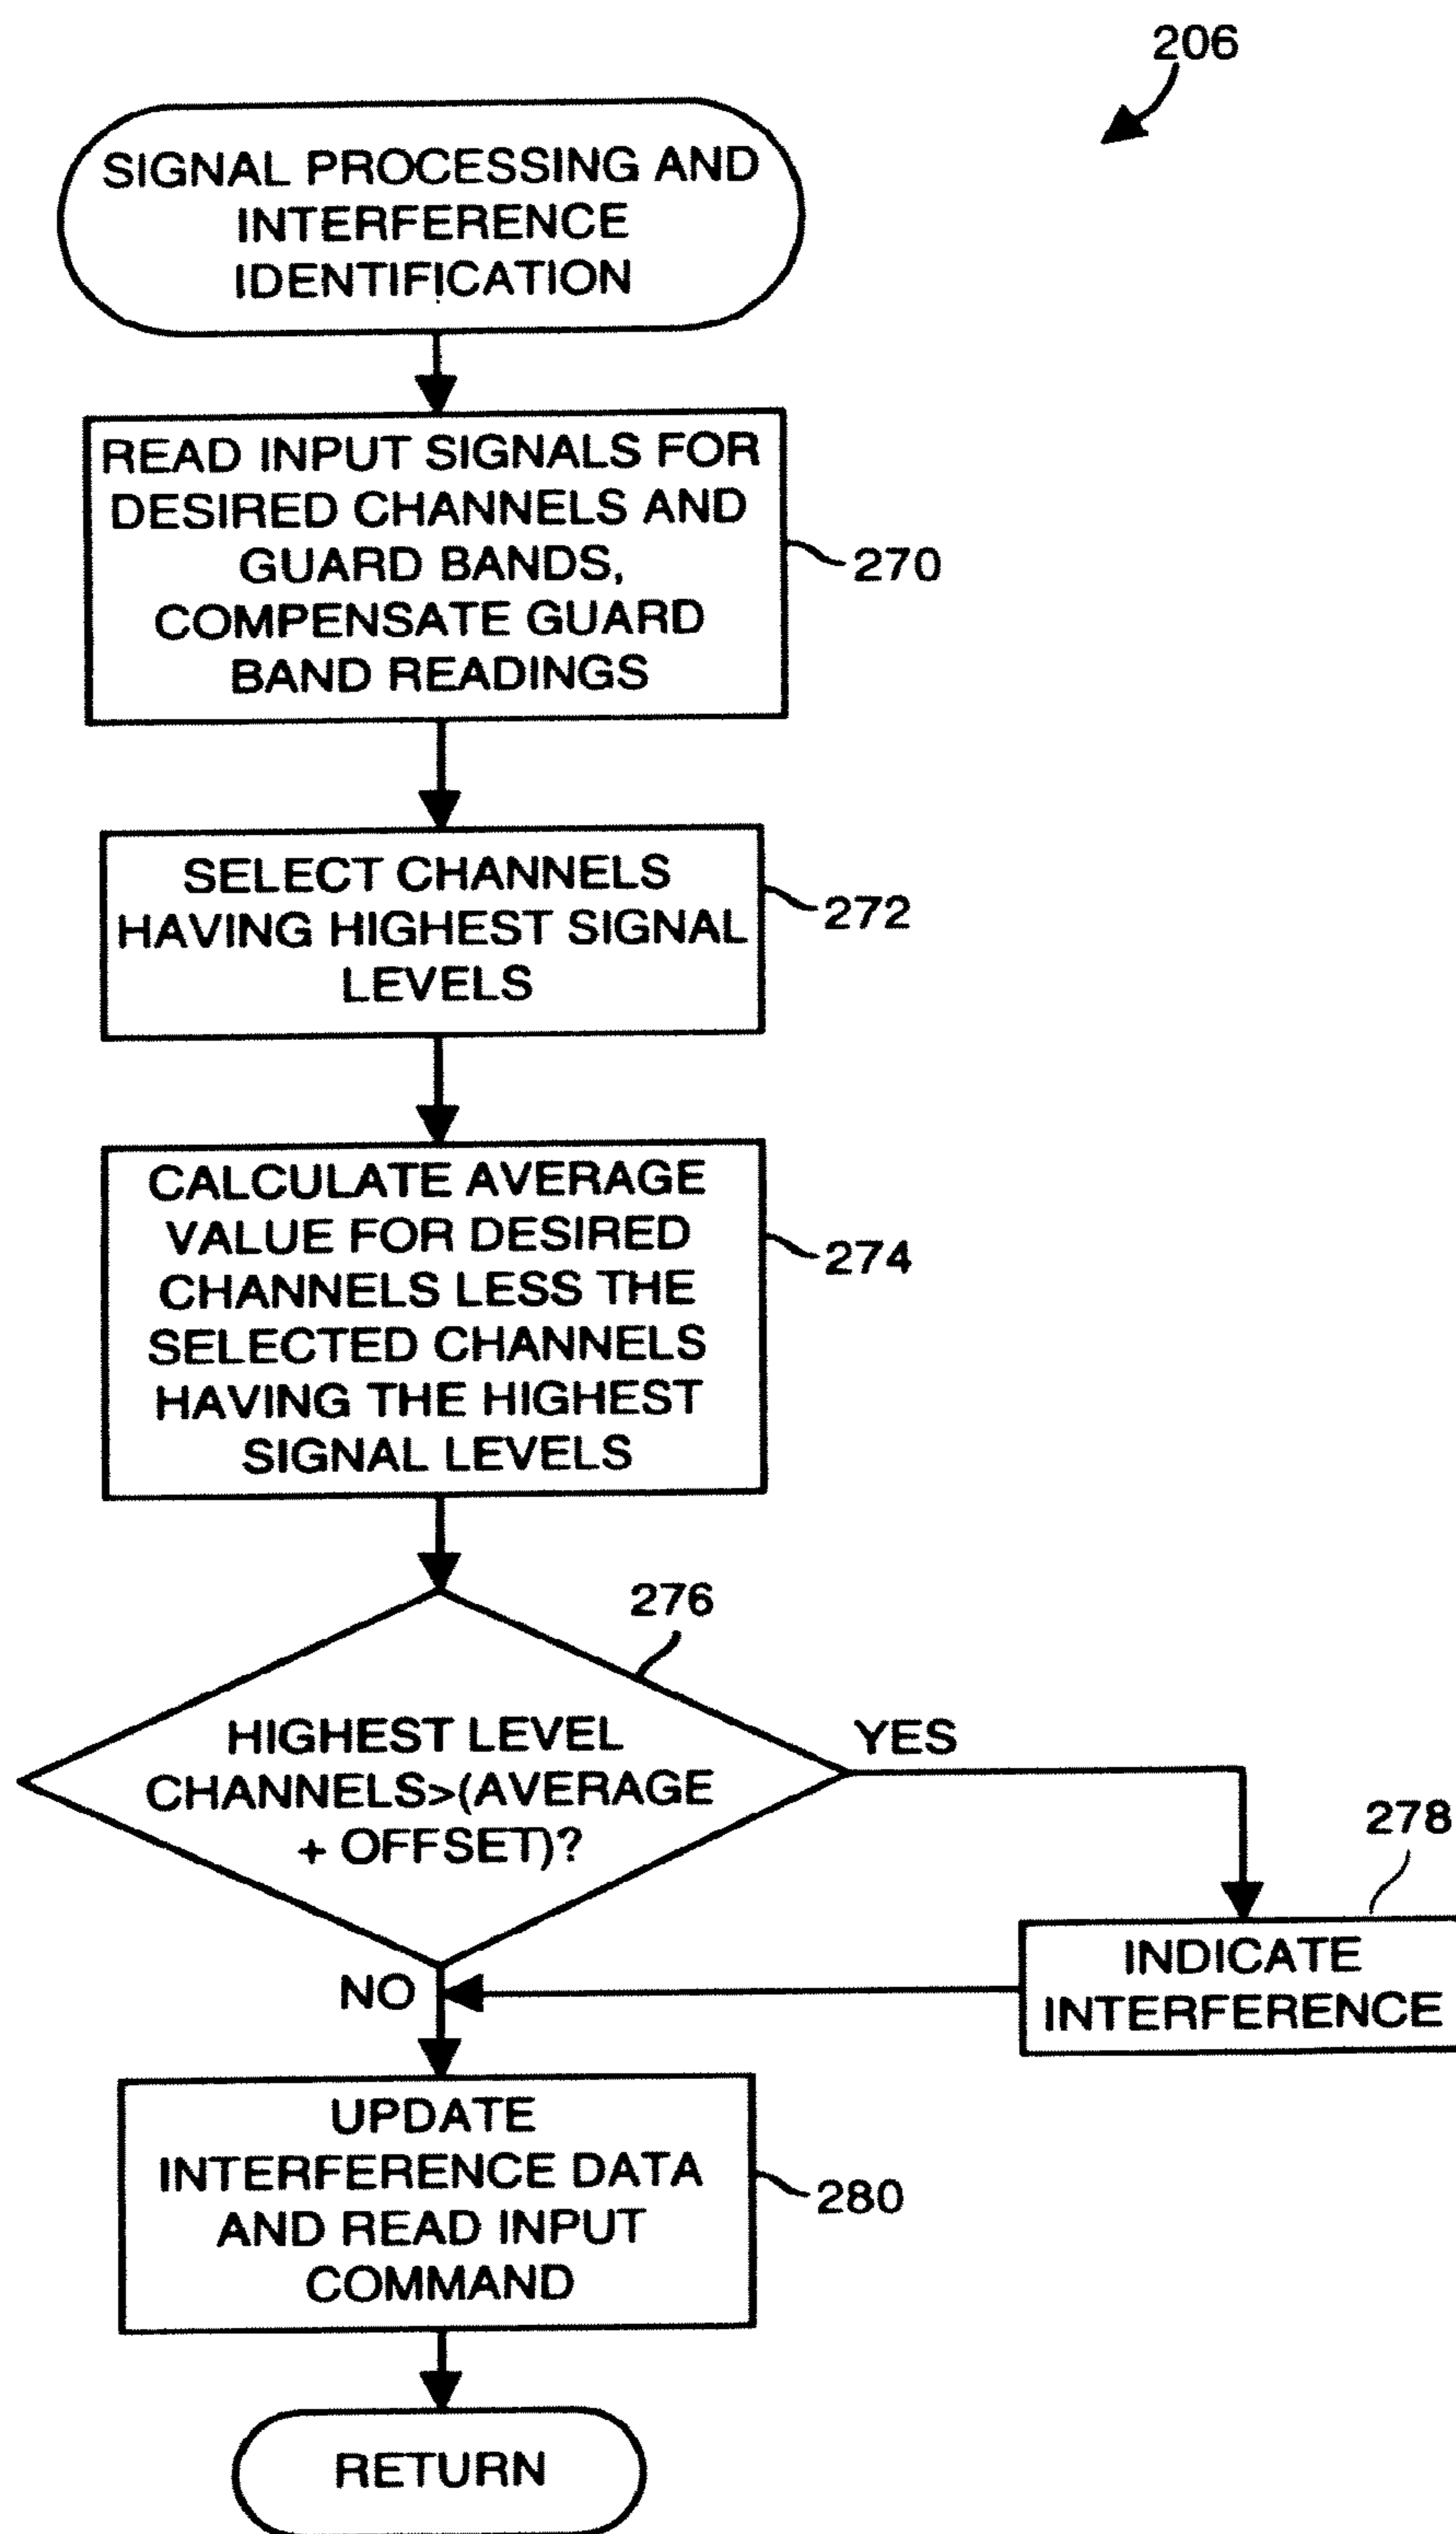 206
SIGNAL PROCESSING AND
INTERFERENCE
IDENTIFICATION
READ INPUT SIGNALS FOR
DESIRED CHANNELS AND
GUARD BANDS,
COMPENSATE GUARD
BAND READINGS
270
SELECT CHANNELS
HAVING HIGHEST SIGNAL
LEVELS
272
CALCULATE AVERAGE
VALUE FOR DESIRED
CHANNELS LESS THE
SELECTED CHANNELS
HAVING THE HIGHEST
SIGNAL LEVELS
274
276
HIGHEST LEVEL
CHANNELS>(AVERAGE
+ OFFSET)?
YES
278
INDICATE
INTERFERENCE
NO
UPDATE
INTERFERENCE DATA
AND READ INPUT
COMMAND
280
RETURN